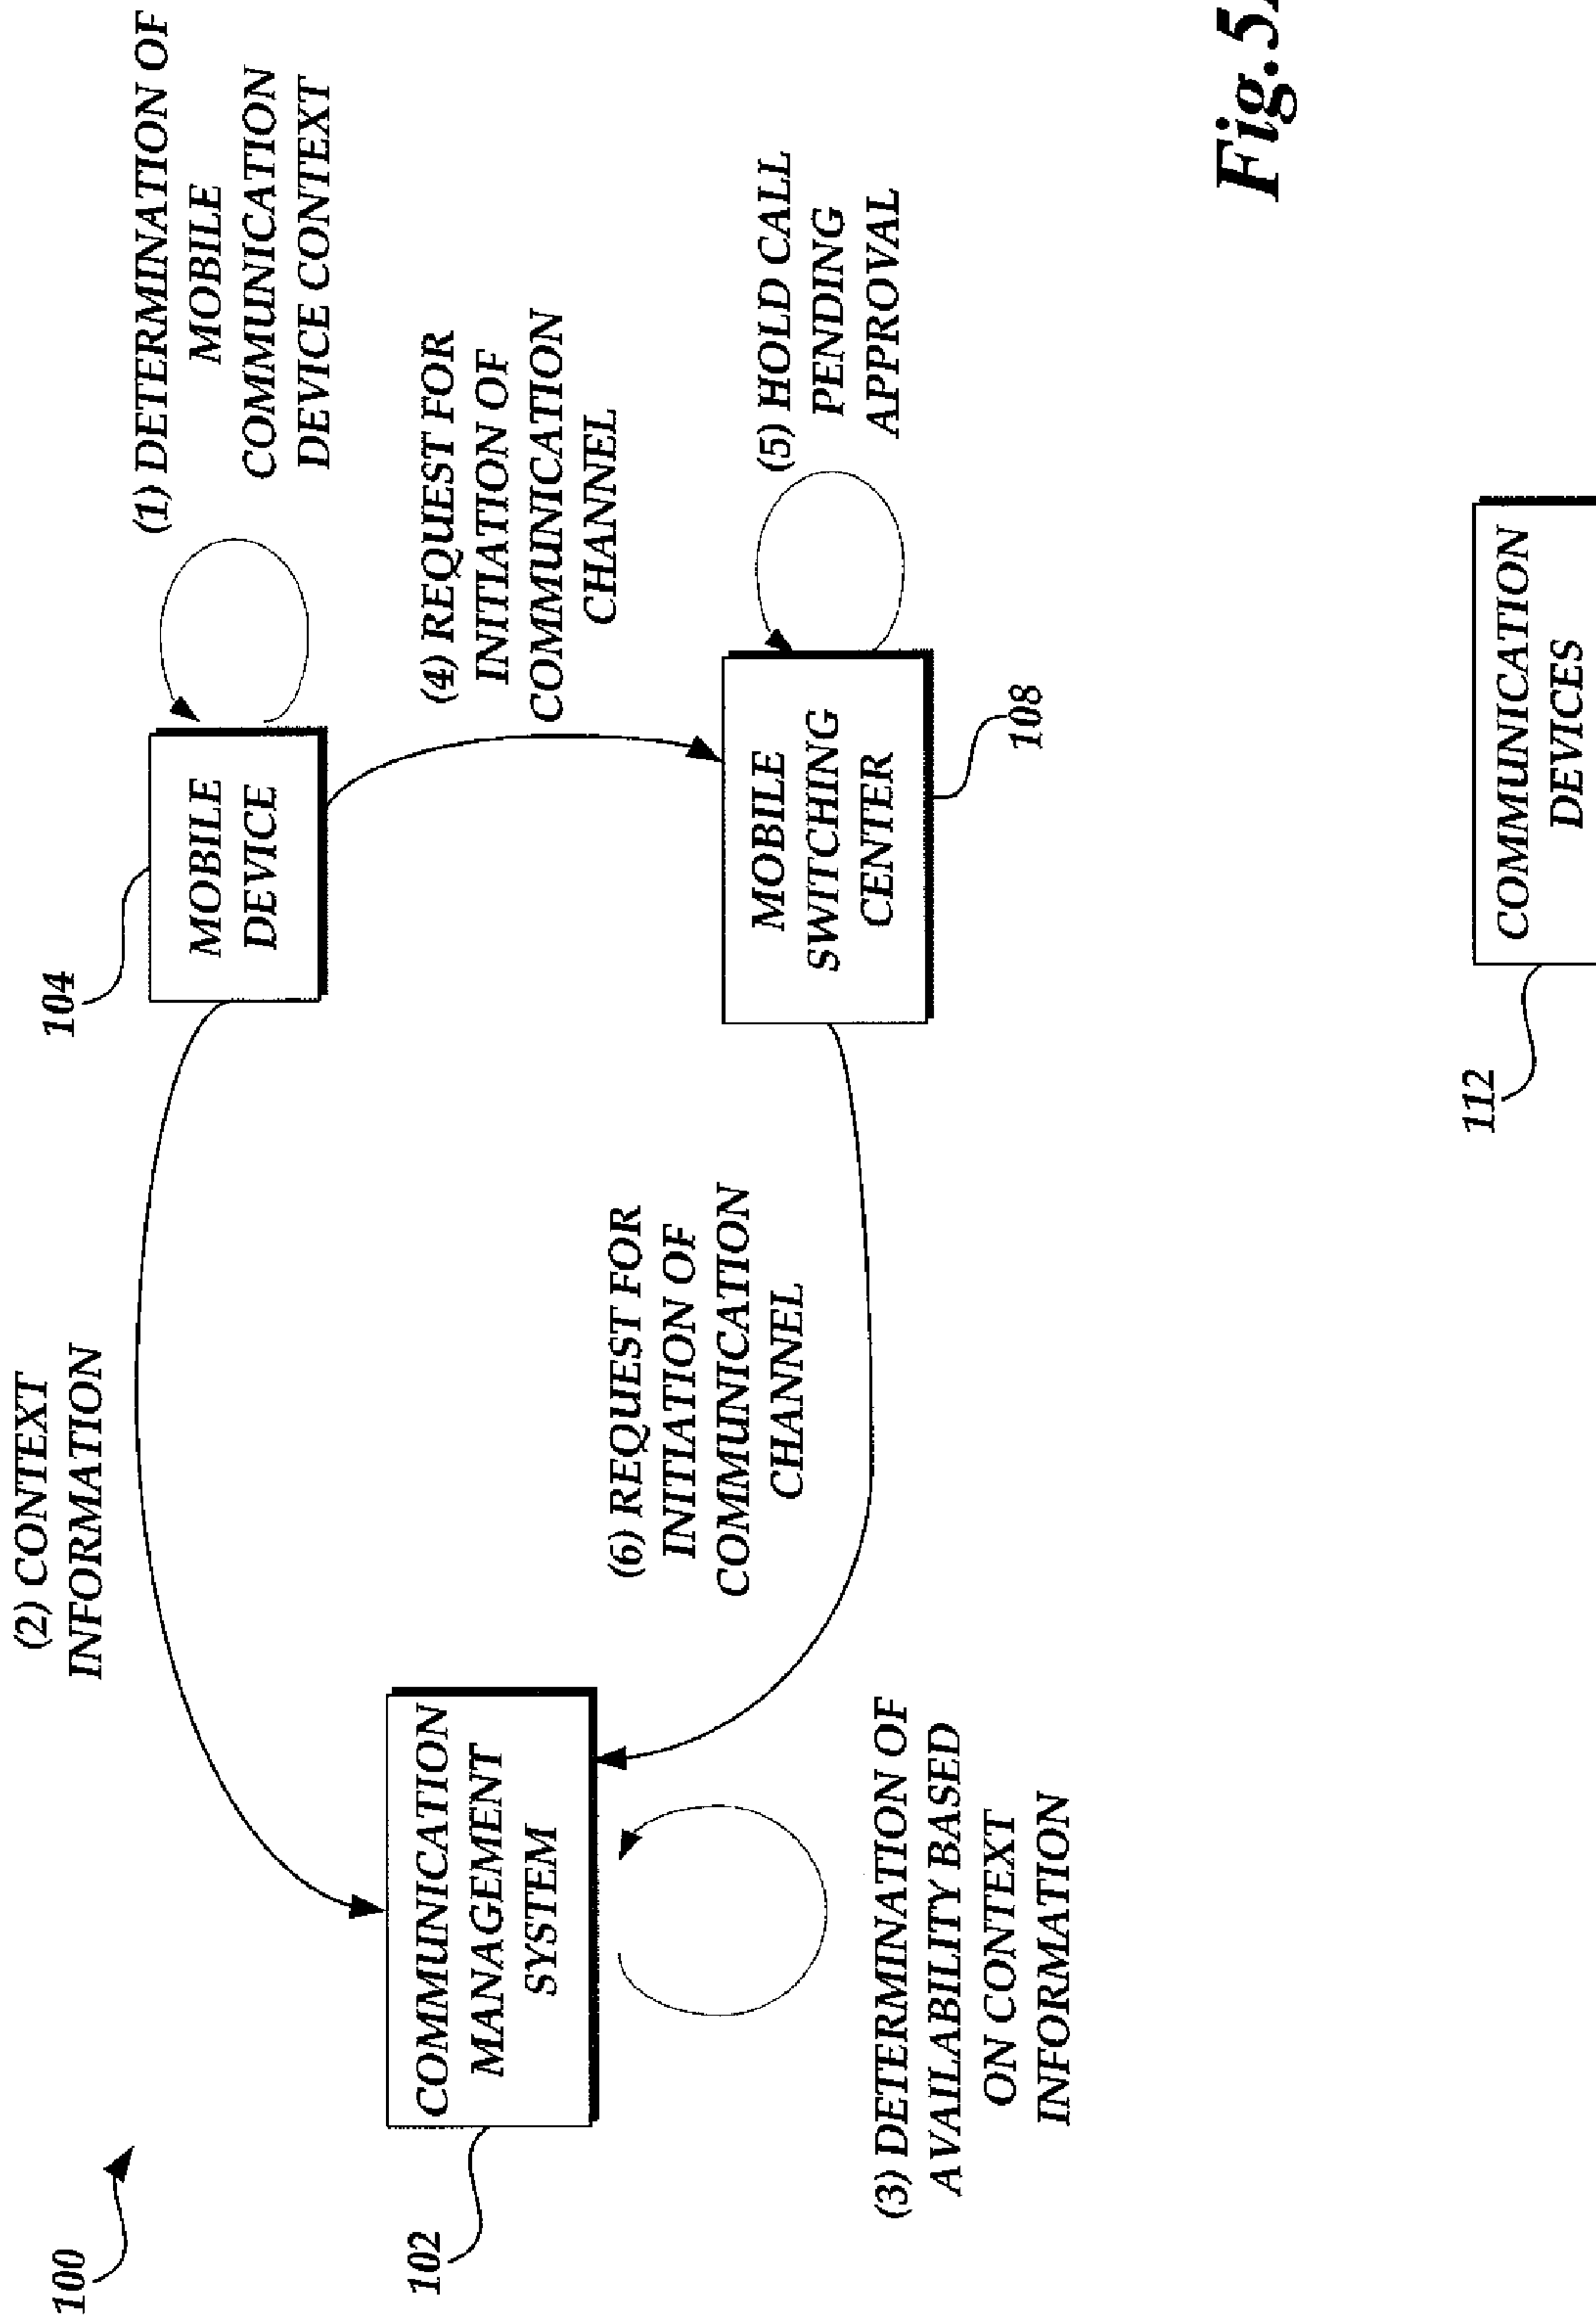 100
(2) CONTEXT
INFORMATION
104
(1) DETERMINATION OF
MOBILE
COMMUNICATION
DEVICE CONTEXT
MOBILE
DEVICE
102
COMMUNICATION
MANAGEMENT
SYSTEM
(4) REQUEST FOR
INITIATION OF
COMMUNICATION
CHANNEL
(6) REQUEST FOR
INITIATION OF
COMMUNICATION
CHANNEL
MOBILE
SWITCHING
CENTER
(5) HOLD CALL
PENDING
APPROVAL
108
(3) DETERMINATION OF
AVAILABILITY BASED
ON CONTEXT
INFORMATION
112
COMMUNICATION
DEVICES
Fig.5